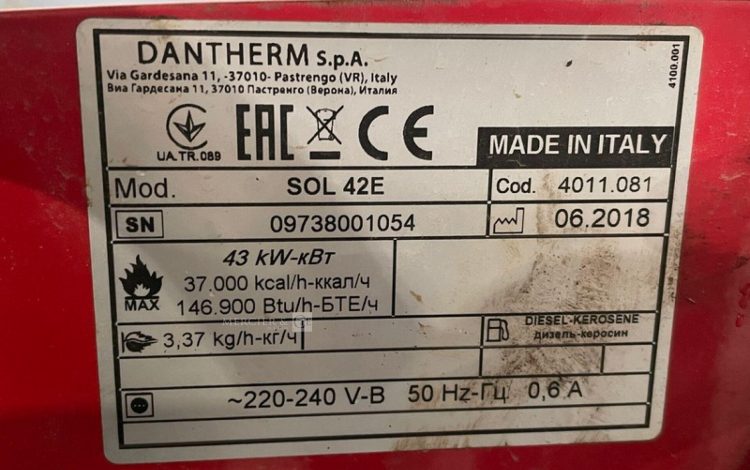 DANTHERM S.p.A.
Via Gardesana 11, -37010- Pastrengo (VR), Italy
Виа Гардесана 11, 37010 Пастренго (Верона), Италия
4100.001
UA.TR.089
EAC CE
MADE IN ITALY
Mod. SOL 42E
Cod. 4011.081
SN 09738001054
06.2018
43 kW-кВт
MAX
37.000 kcal/h-ккал/ч
146.900 Btu/h-БТЕ/ч
MERCIER &
3,37 kg/h-кг/ч
DIESEL-KEROSENE
дизель-керосин
~220-240 V-В 50 Hz-Гц 0,6 A